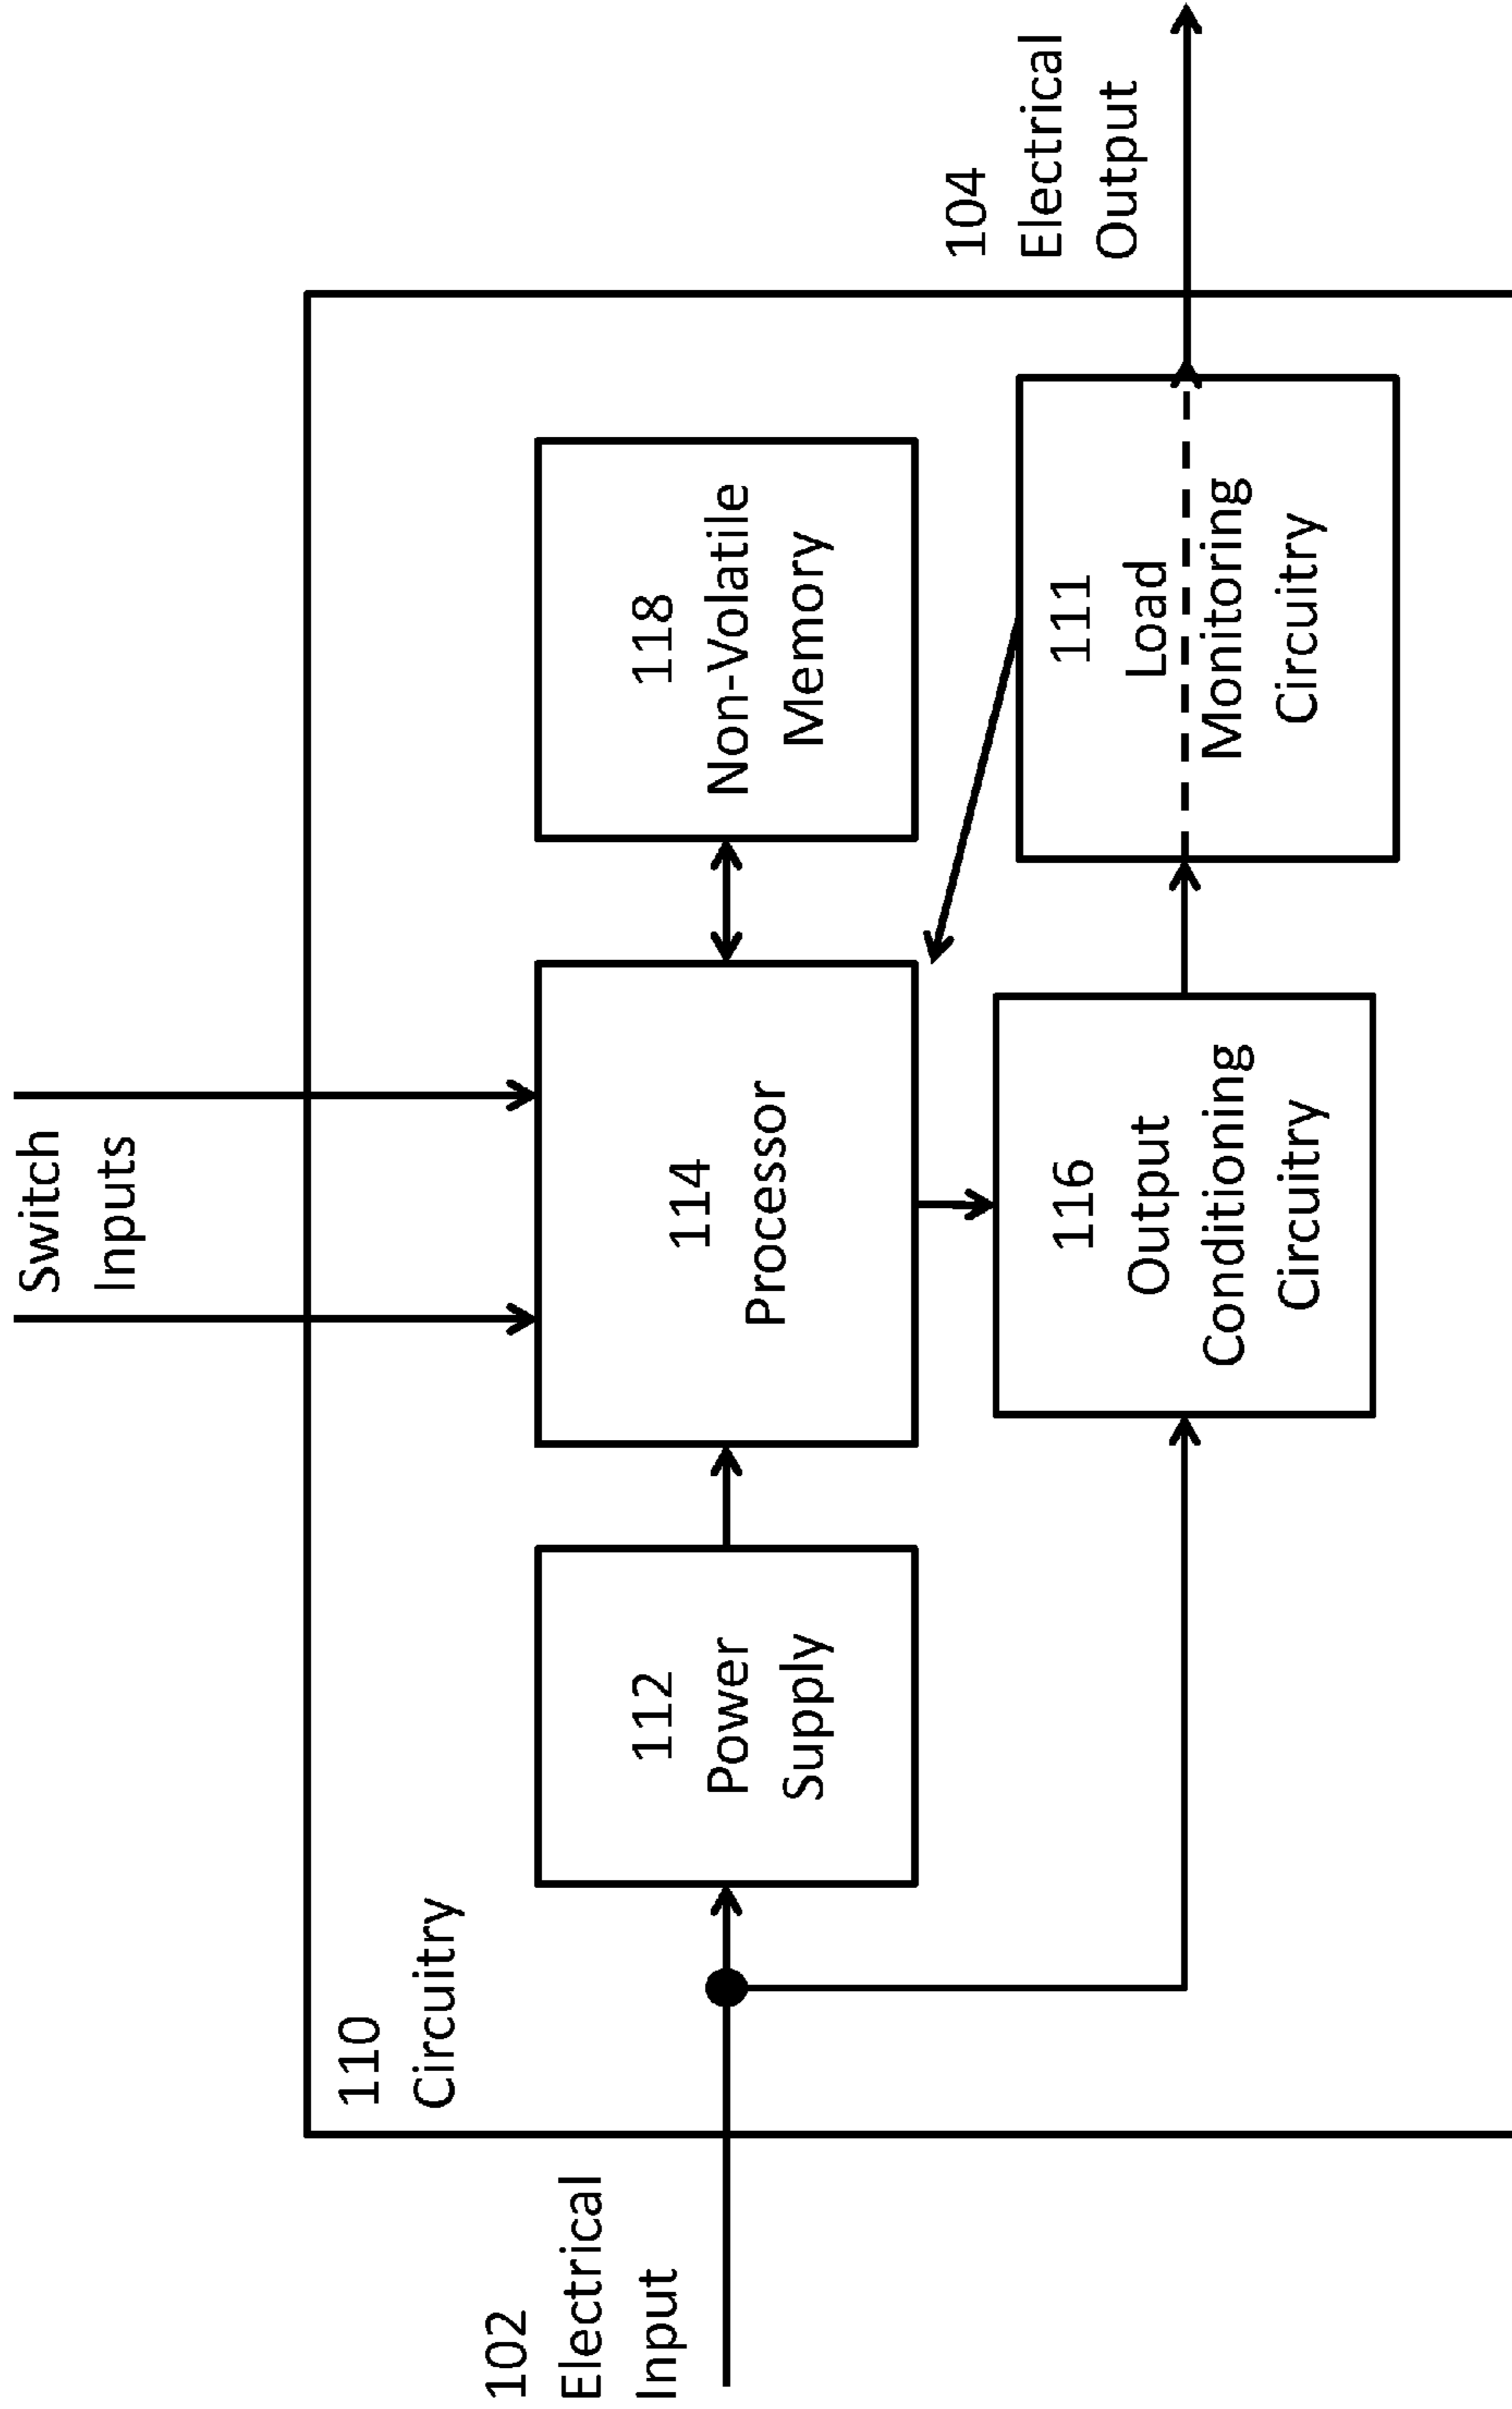 Switch
Inputs
110
Circuitry
102
Electrical
Input
112
Power
Supply
114
Processor
118
Non-Volatile
Memory
116
Output
Conditioning
Circuitry
111
Load
Monitoring
Circuitry
104
Electrical
Output